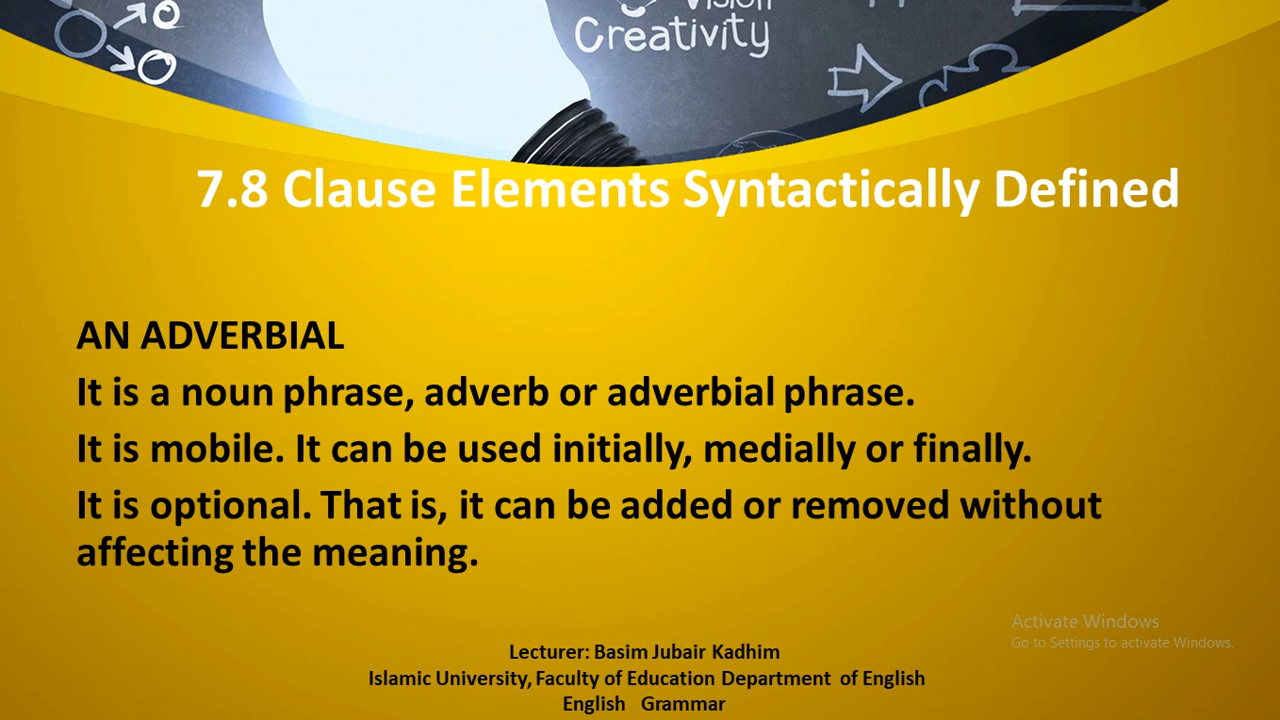 Vision
Creativity
7.8 Clause Elements Syntactically Defined
AN ADVERBIAL
It is a noun phrase, adverb or adverbial phrase.
It is mobile. It can be used initially, medially or finally.
It is optional. That is, it can be added or removed without
affecting the meaning.
Activate Windows
Go to Settings to activate Windows.
Lecturer: Basim Jubair Kadhim
Islamic University, Faculty of Education Department of English
English Grammar